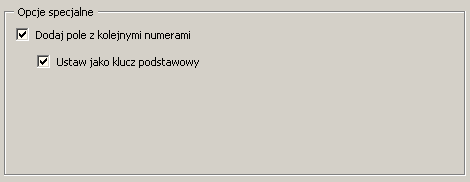 Opcje specjalne
Dodaj pole z kolejnymi numerami
Ustaw jako klucz podstawowy